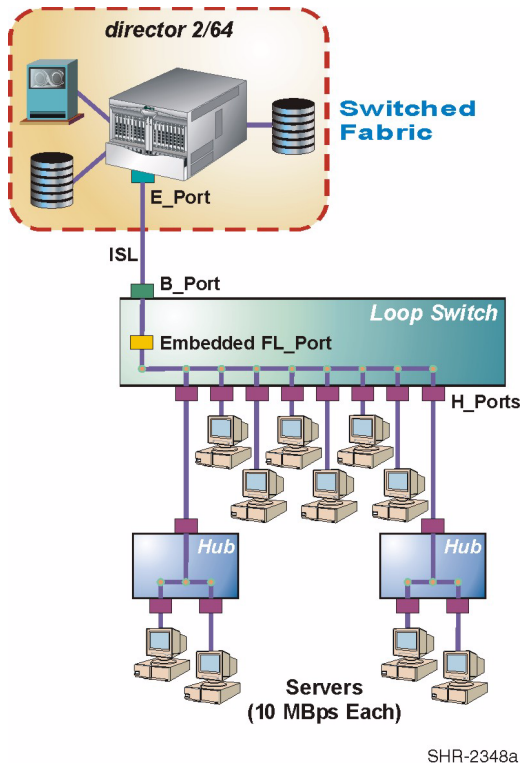 director 2/64
Switched
Fabric
E_Port
ISL
B_Port
Loop Switch
Embedded FL_Port
H_Ports
Hub
Hub
Servers
(10 MBps Each)
SHR-2348a